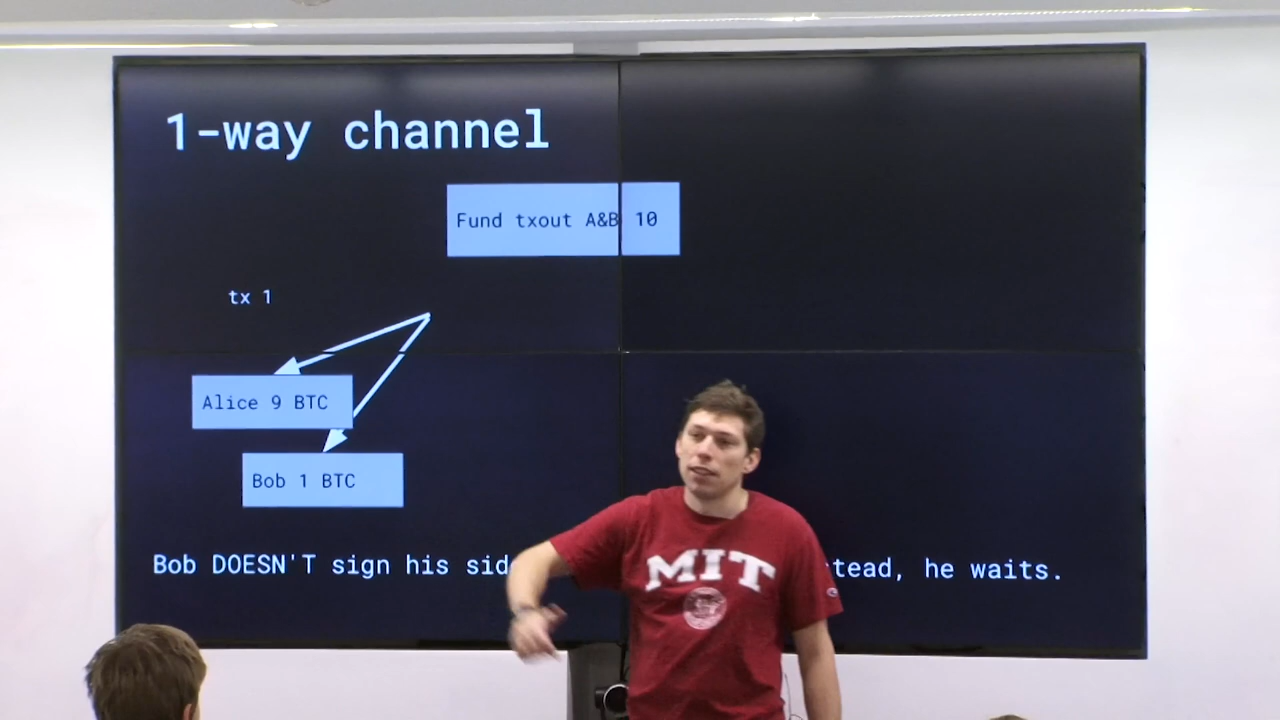 1-way channel
Fund txout A&B 10
tx 1
Alice 9 BTC
Bob 1 BTC
Bob DOESN'T sign his sid tead, he waits.
MIT